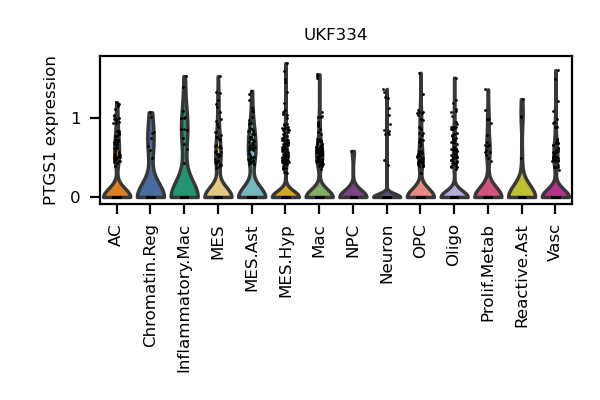 UKF334
PTGS1 expression
1
0
AC
Chromatin.Reg
Inflammatory.Mac
MES
MES.Ast
MES.Hyp
Mac
NPC
Neuron
OPC
Oligo
Prolif.Metab
Reactive.Ast
Vasc